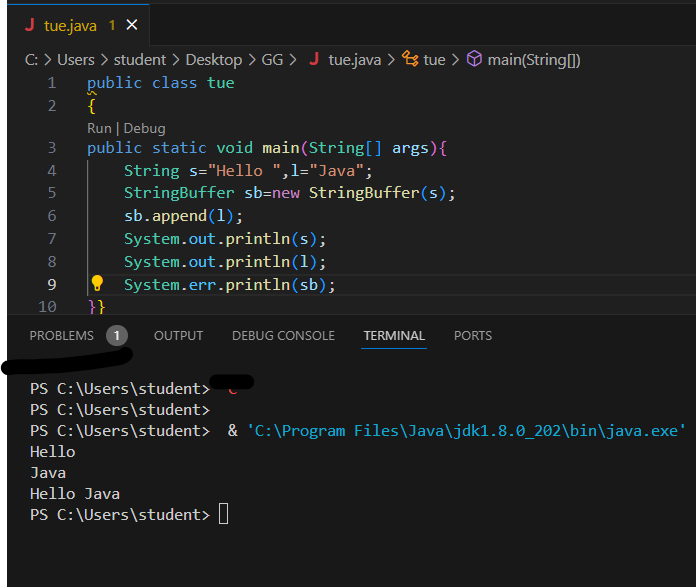 J tue.java 1 ×
C: > Users > student > Desktop > GG > J tue.java > tue > main(String[])
1 public class tue
2 {
Run | Debug
3 public static void main(String[] args){
4 String s="Hello ",l="Java";
5 StringBuffer sb=new StringBuffer(s);
6 sb.append(l);
7 System.out.println(s);
8 System.out.println(l);
9 System.err.println(sb);
10 }}
PROBLEMS 1 OUTPUT DEBUG CONSOLE TERMINAL PORTS
PS C:\Users\student>
PS C:\Users\student>
PS C:\Users\student> & 'C:\Program Files\Java\jdk1.8.0_202\bin\java.exe'
Hello
Java
Hello Java
PS C:\Users\student>